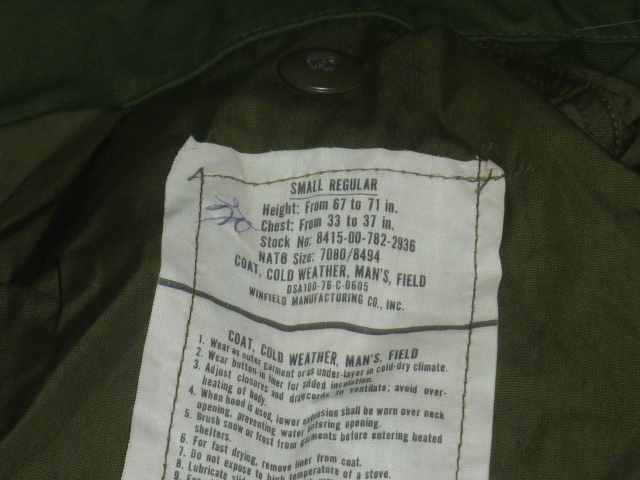 SMALL REGULAR
Height: From 67 to 71 in.
Chest: From 33 to 37 in.
Stock No: 8415-00-782-2936
NATO Size: 7080/8494
COAT, COLD WEATHER, MAN'S, FIELD
DSA100-76-C-0605
WINFIELD MANUFACTURING CO., INC.
COAT, COLD WEATHER, MAN'S, FIELD
1. Wear as outer garment or as under-layer in cold-dry climate.
2. Wear button-in liner for added insulation.
3. Adjust closures and drawcords to ventilate; avoid over-
heating of body.
4. When hood is used, lower extension shall be worn over neck
opening, preventing water entering opening.
5. Brush snow or frost from garments before entering heated
shelters.
6. For fast drying, remove liner from coat.
7. Do not expose to high temperature of a stove.
8. Lubricate
9.